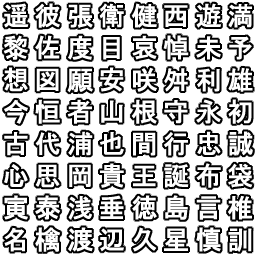 遥彼張衛健西遊満
黎佐度目哀悼未予
想図願安咲舛利雄
今恒者山根守永初
古代浦也間行忠誠
心思岡貴王誕布袋
寅泰浅垂徳島言椎
名檎渡辺久星慎訓